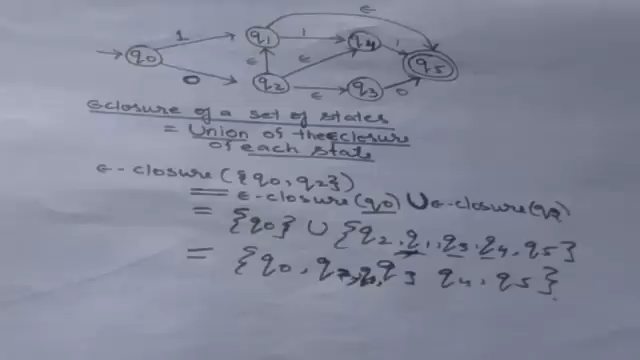 ε
1 q1 1 q4 1
q0 ε ε q5
0 q2 ε q3 0
εclosure of a set of states
= Union of the εclosure
of each state
ε-closure({q0, q2})
= ε-closure(q0) ∪ ε-closure(q2)
= {q0} ∪ {q2, q1, q3, q4, q5}
= {q0, q2, q1, q3 q4, q5}